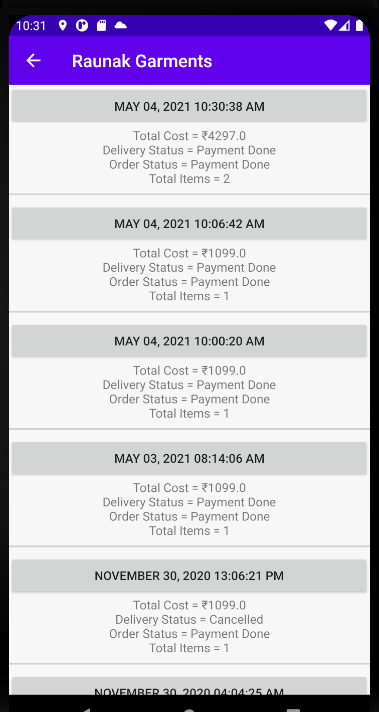 10:31
Raunak Garments
MAY 04, 2021 10:30:38 AM
Total Cost = ₹4297.0
Delivery Status = Payment Done
Order Status = Payment Done
Total Items = 2
MAY 04, 2021 10:06:42 AM
Total Cost = ₹1099.0
Delivery Status = Payment Done
Order Status = Payment Done
Total Items = 1
MAY 04, 2021 10:00:20 AM
Total Cost = ₹1099.0
Delivery Status = Payment Done
Order Status = Payment Done
Total Items = 1
MAY 03, 2021 08:14:06 AM
Total Cost = ₹1099.0
Delivery Status = Payment Done
Order Status = Payment Done
Total Items = 1
NOVEMBER 30, 2020 13:06:21 PM
Total Cost = ₹1099.0
Delivery Status = Cancelled
Order Status = Payment Done
Total Items = 1
NOVEMBER 30, 2020 04:04:25 AM